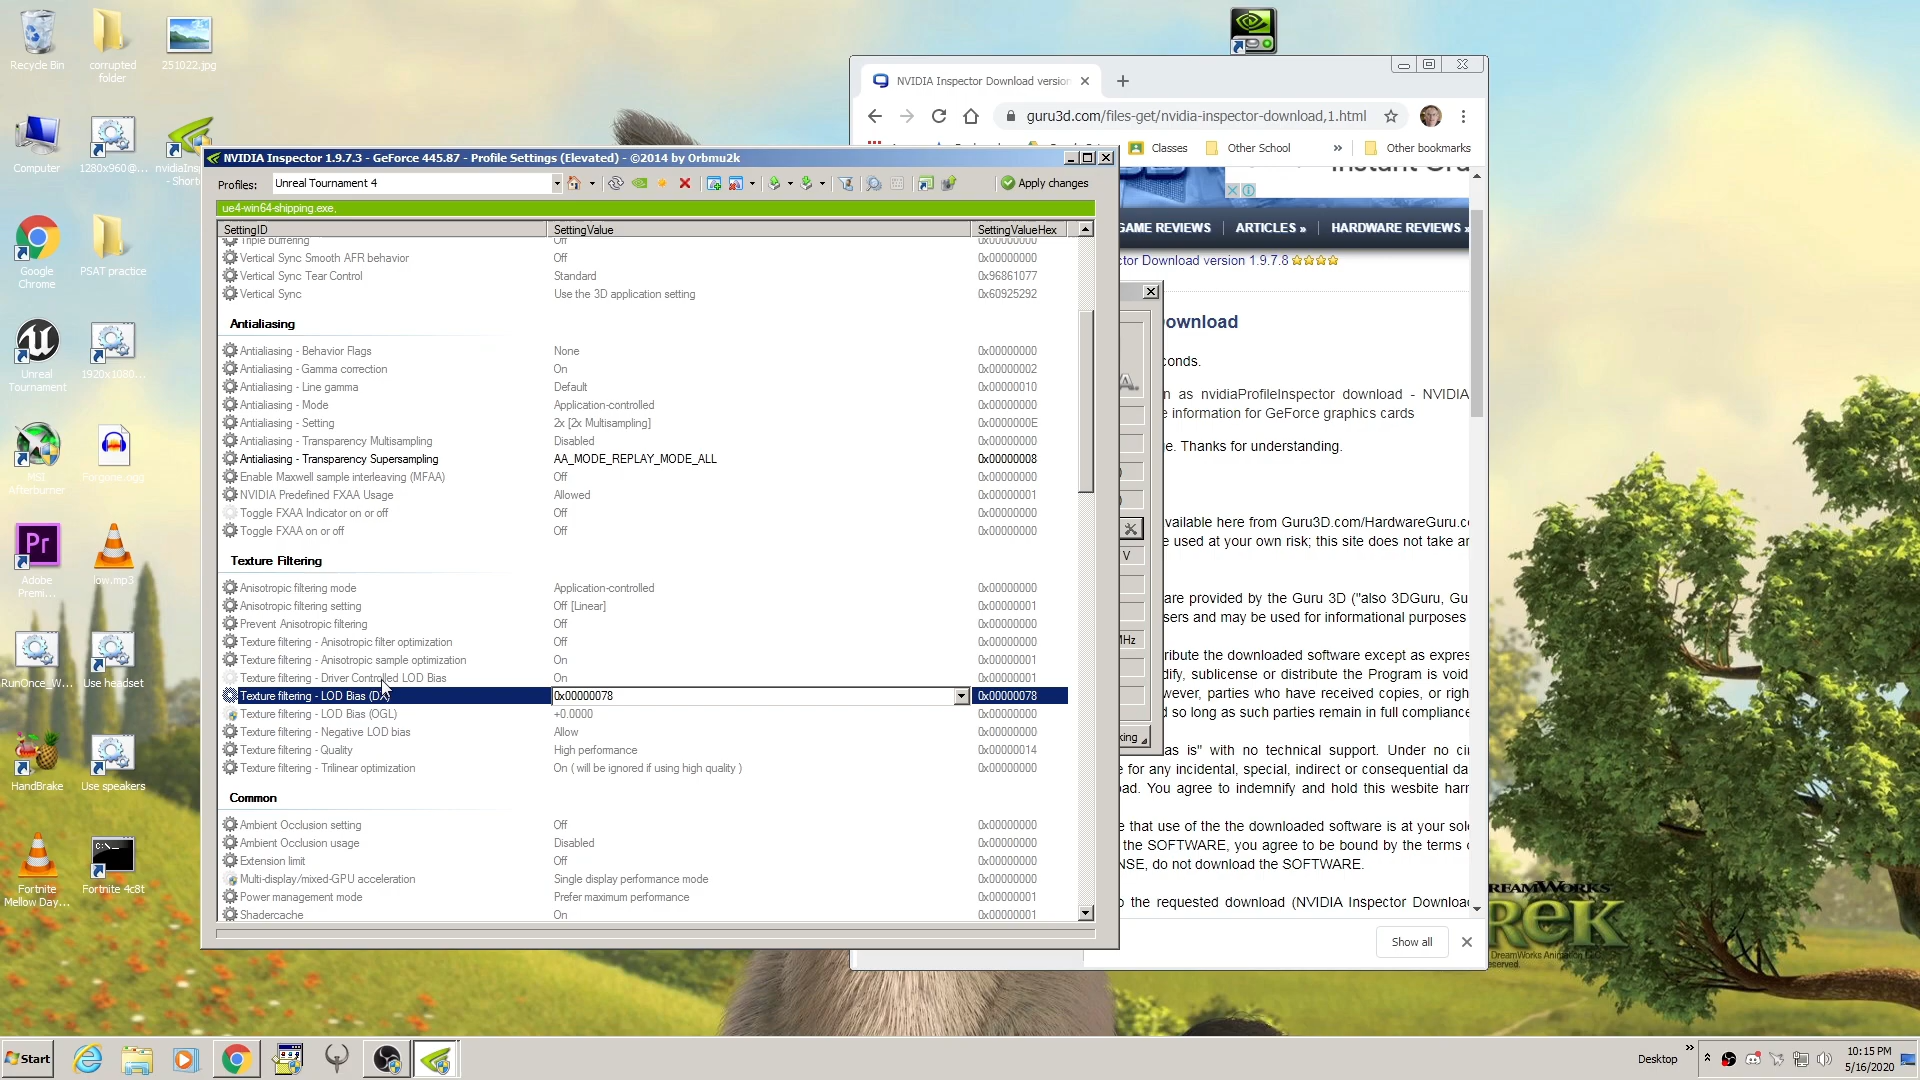 Recycle Bin
corrupted folder
251022.jpg
Computer
1280x960@...
nvidiaIns...
- Short
Google Chrome
PSAT practice
Unreal Tournament
1920x1080...
MSI Afterburner
Forgune.ogg
Adobe Premi...
low.mp3
RunOnce_W...
Use headset
HandBrake
Use speakers
Fortnite Mellow Day...
Fortnite 4c8t
NVIDIA Inspector 1.9.7.3 - GeForce 445.87 - Profile Settings (Elevated) - ©2014 by Orbmu2k
Profiles: Unreal Tournament 4
Apply changes
ue4-win64-shipping.exe,
SettingID SettingValue SettingValueHex
Triple buffering Off 0x00000000
Vertical Sync Smooth AFR behavior Off 0x00000000
Vertical Sync Tear Control Standard 0x96861077
Vertical Sync Use the 3D application setting 0x60925292
Antialiasing
Antialiasing - Behavior Flags None 0x00000000
Antialiasing - Gamma correction On 0x00000002
Antialiasing - Line gamma Default 0x00000010
Antialiasing - Mode Application-controlled 0x00000000
Antialiasing - Setting 2x [2x Multisampling] 0x0000000E
Antialiasing - Transparency Multisampling Disabled 0x00000000
Antialiasing - Transparency Supersampling AA_MODE_REPLAY_MODE_ALL 0x00000008
Enable Maxwell sample interleaving (MFAA) Off 0x00000000
NVIDIA Predefined FXAA Usage Allowed 0x00000001
Toggle FXAA Indicator on or off Off 0x00000000
Toggle FXAA on or off Off 0x00000000
Texture Filtering
Anisotropic filtering mode Application-controlled 0x00000000
Anisotropic filtering setting Off [Linear] 0x00000001
Prevent Anisotropic filtering Off 0x00000000
Texture filtering - Anisotropic filter optimization Off 0x00000000
Texture filtering - Anisotropic sample optimization On 0x00000001
Texture filtering - Driver Controlled LOD Bias On 0x00000001
Texture filtering - LOD Bias (DX) 0x00000078 0x00000078
Texture filtering - LOD Bias (OGL) +0.0000 0x00000000
Texture filtering - Negative LOD bias Allow 0x00000000
Texture filtering - Quality High performance 0x00000014
Texture filtering - Trilinear optimization On ( will be ignored if using high quality ) 0x00000000
Common
Ambient Occlusion setting Off 0x00000000
Ambient Occlusion usage Disabled 0x00000000
Extension limit Off 0x00000000
Multi-display/mixed-GPU acceleration Single display performance mode 0x00000000
Power management mode Prefer maximum performance 0x00000001
Shadercache On 0x00000001
NVIDIA Inspector Download version
guru3d.com/files-get/nvidia-inspector-download,1.html
Classes Other School » Other bookmarks
GAME REVIEWS ARTICLES » HARDWARE REVIEWS »
ctor Download version 1.9.7.8
ownload
conds.
n as nvidiaProfileInspector download - NVIDIA
e information for GeForce graphics cards
e. Thanks for understanding.
vailable here from Guru3D.com/HardwareGuru.c
e used at your own risk; this site does not take a
are provided by the Guru 3D ("also 3DGuru, Gu
sers and may be used for informational purposes
tribute the downloaded software except as expres
dify, sublicense or distribute the Program is void
wever, parties who have received copies, or righ
d so long as such parties remain in full compliance
as is" with no technical support. Under no ci
e for any incidental, special, indirect or consequential da
oad. You agree to indemnify and hold this wesbite har
e that use of the the downloaded software is at your sol
the SOFTWARE, you agree to be bound by the terms
NSE, do not download the SOFTWARE.
o the requested download (NVIDIA Inspector Downloa
Show all
A.
V
MHz
king
DREAMWORKS
REK
DreamWorks Animation
Start
Desktop
10:15 PM
5/16/2020